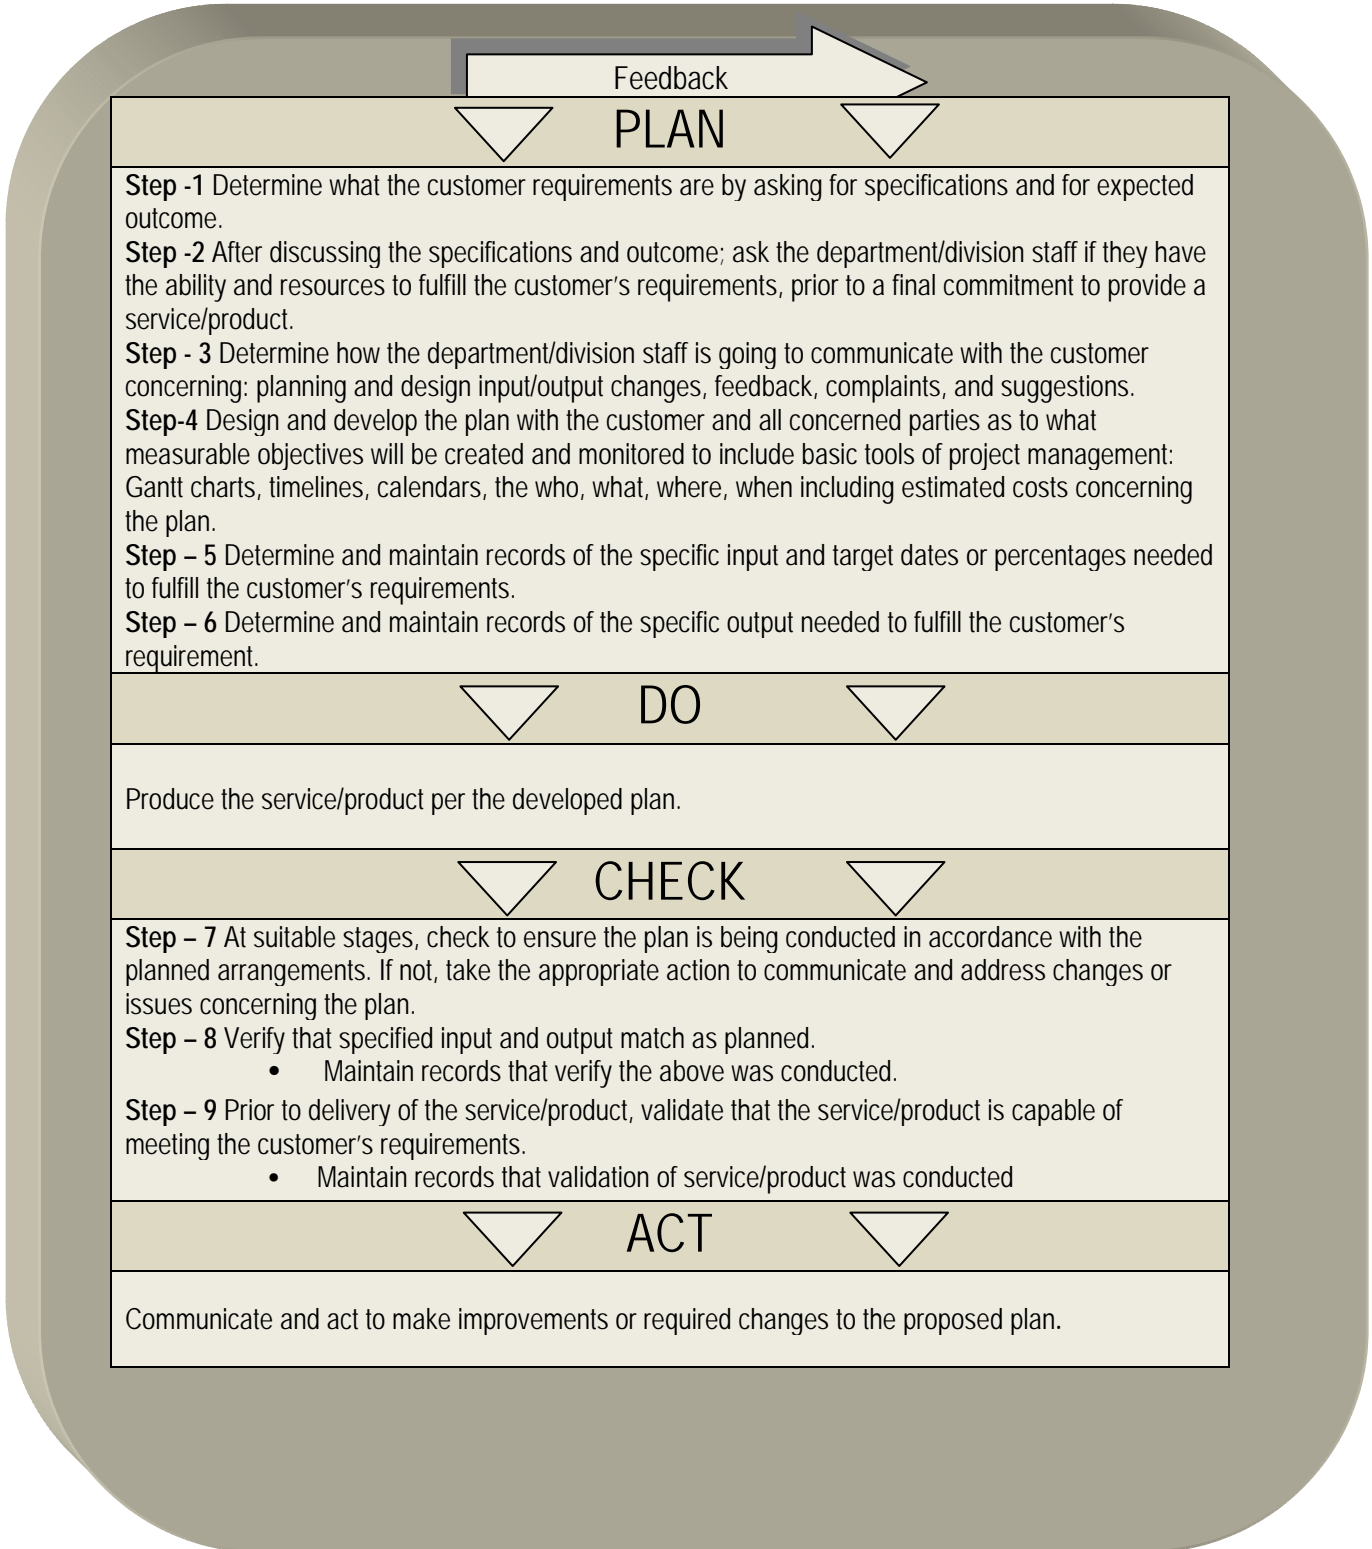 Feedback
PLAN
Step -1 Determine what the customer requirements are by asking for specifications and for expected
outcome.
Step -2 After discussing the specifications and outcome; ask the department/division staff if they have
the ability and resources to fulfill the customer's requirements, prior to a final commitment to provide a
service/product.
Step - 3 Determine how the department/division staff is going to communicate with the customer
concerning: planning and design input/output changes, feedback, complaints, and suggestions.
Step-4 Design and develop the plan with the customer and all concerned parties as to what
measurable objectives will be created and monitored to include basic tools of project management:
Gantt charts, timelines, calendars, the who, what, where, when including estimated costs concerning
the plan.
Step – 5 Determine and maintain records of the specific input and target dates or percentages needed
to fulfill the customer's requirements.
Step – 6 Determine and maintain records of the specific output needed to fulfill the customer's
requirement.
DO
Produce the service/product per the developed plan.
CHECK
Step – 7 At suitable stages, check to ensure the plan is being conducted in accordance with the
planned arrangements. If not, take the appropriate action to communicate and address changes or
issues concerning the plan.
Step – 8 Verify that specified input and output match as planned.
• Maintain records that verify the above was conducted.
Step – 9 Prior to delivery of the service/product, validate that the service/product is capable of
meeting the customer's requirements.
• Maintain records that validation of service/product was conducted
ACT
Communicate and act to make improvements or required changes to the proposed plan.